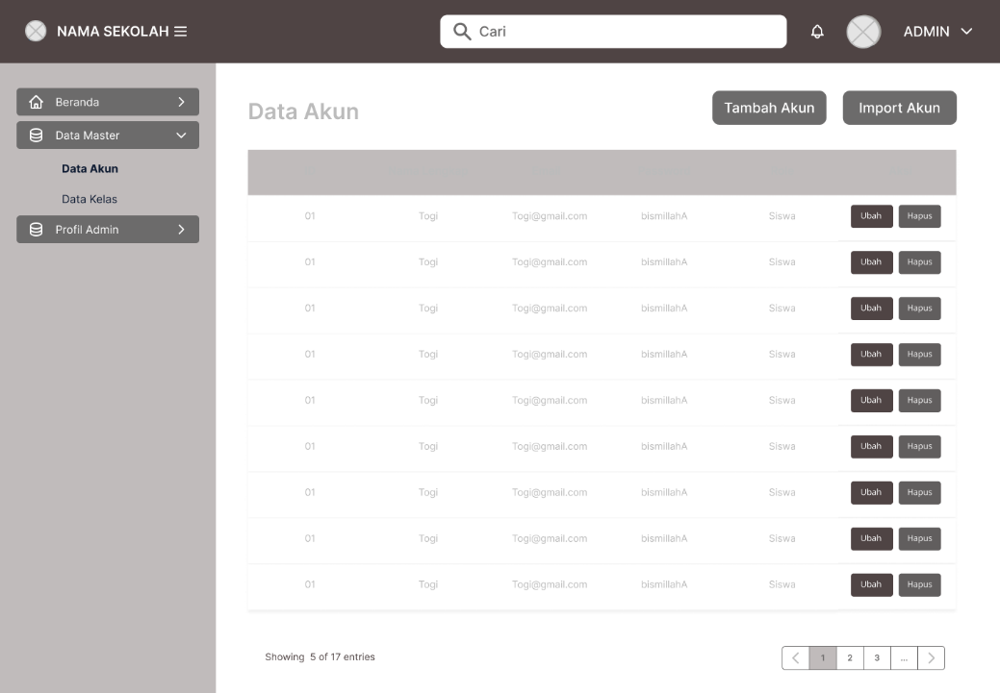 NAMA SEKOLAH
Cari
ADMIN
Beranda
Data Master
Data Akun
Data Kelas
Profil Admin
Data Akun
Tambah Akun
Import Akun
01 Togi Togi@gmail.com bismillahA Siswa Ubah Hapus
01 Togi Togi@gmail.com bismillahA Siswa Ubah Hapus
01 Togi Togi@gmail.com bismillahA Siswa Ubah Hapus
01 Togi Togi@gmail.com bismillahA Siswa Ubah Hapus
01 Togi Togi@gmail.com bismillahA Siswa Ubah Hapus
01 Togi Togi@gmail.com bismillahA Siswa Ubah Hapus
01 Togi Togi@gmail.com bismillahA Siswa Ubah Hapus
01 Togi Togi@gmail.com bismillahA Siswa Ubah Hapus
01 Togi Togi@gmail.com bismillahA Siswa Ubah Hapus
Showing 5 of 17 entries
1 2 3 ...